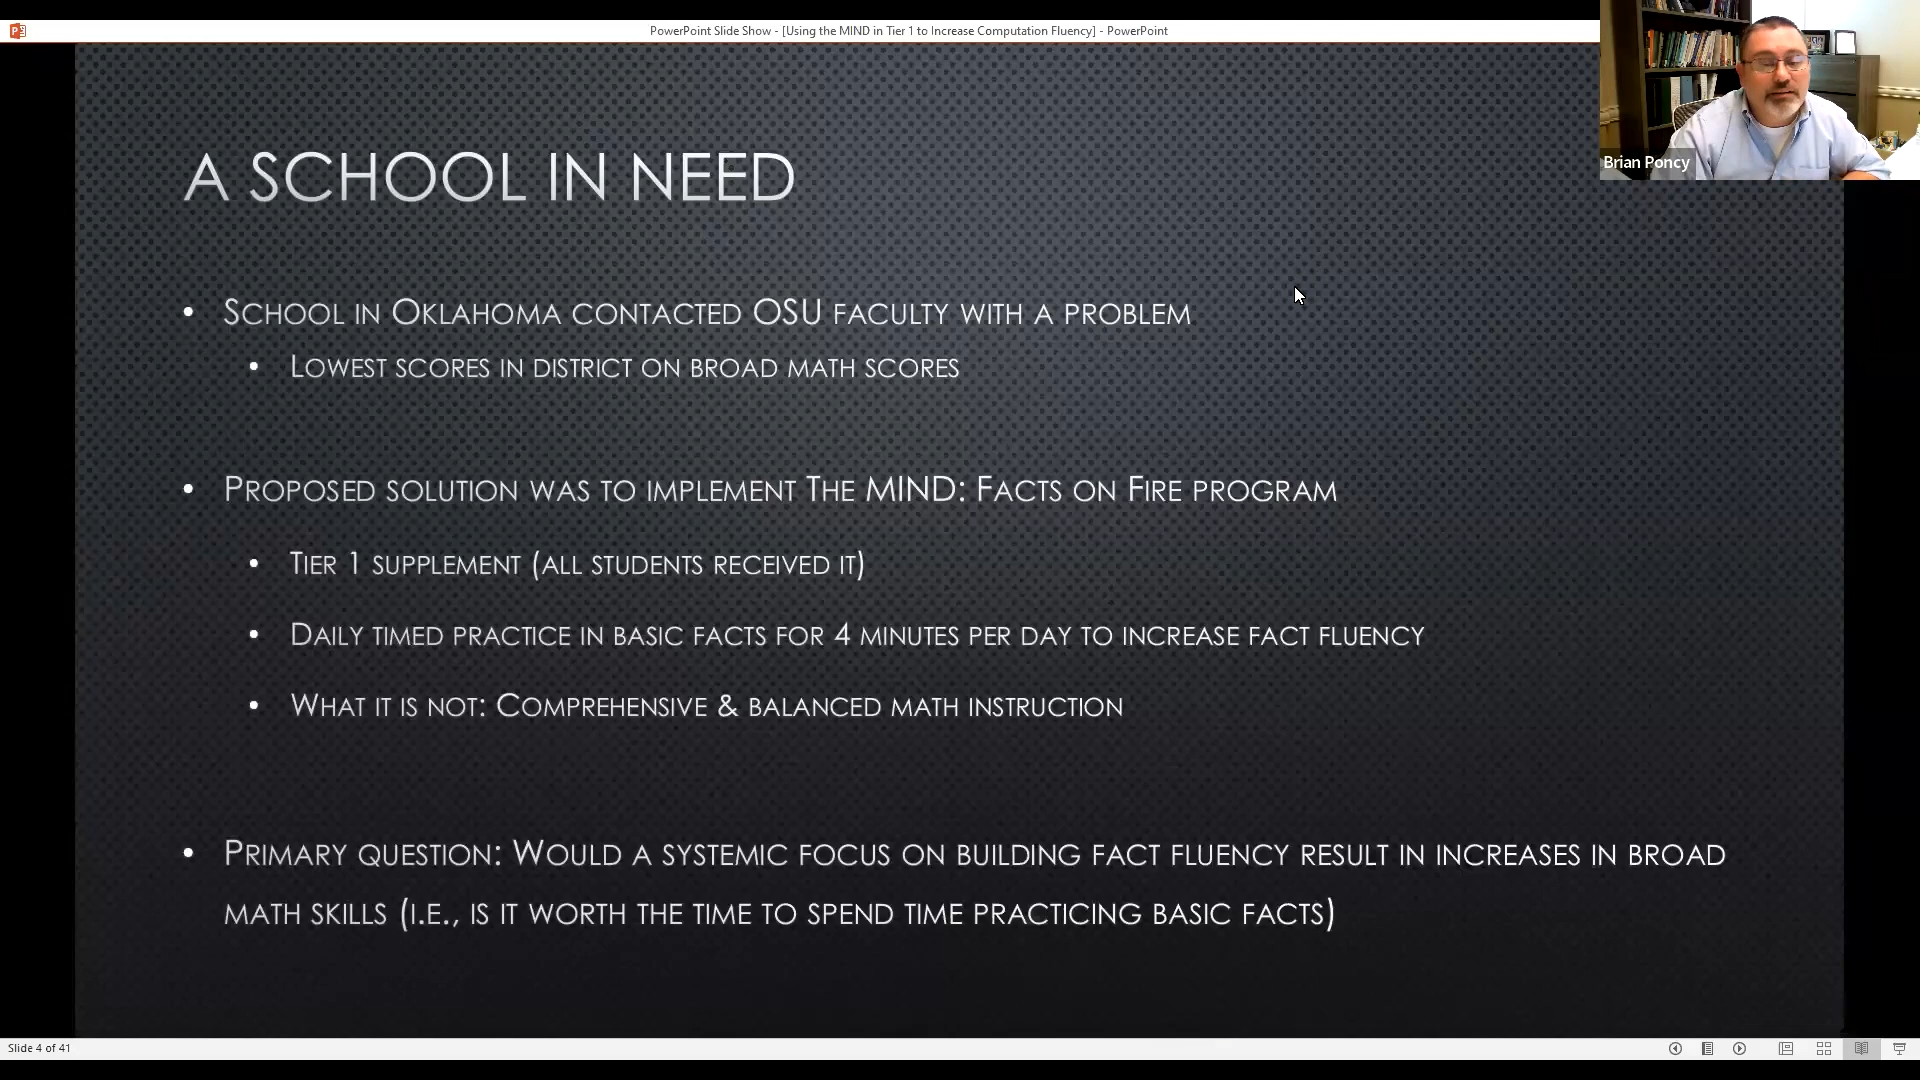 PowerPoint Slide Show - [Using the MIND in Tier 1 to Increase Computation Fluency] - PowerPoint
Brian Poncy
A SCHOOL IN NEED
• SCHOOL IN OKLAHOMA CONTACTED OSU FACULTY WITH A PROBLEM
• LOWEST SCORES IN DISTRICT ON BROAD MATH SCORES
• PROPOSED SOLUTION WAS TO IMPLEMENT THE MIND: FACTS ON FIRE PROGRAM
• TIER 1 SUPPLEMENT (ALL STUDENTS RECEIVED IT)
• DAILY TIMED PRACTICE IN BASIC FACTS FOR 4 MINUTES PER DAY TO INCREASE FACT FLUENCY
• WHAT IT IS NOT: COMPREHENSIVE & BALANCED MATH INSTRUCTION
• PRIMARY QUESTION: WOULD A SYSTEMIC FOCUS ON BUILDING FACT FLUENCY RESULT IN INCREASES IN BROAD
MATH SKILLS (I.E., IS IT WORTH THE TIME TO SPEND TIME PRACTICING BASIC FACTS)
Slide 4 of 41